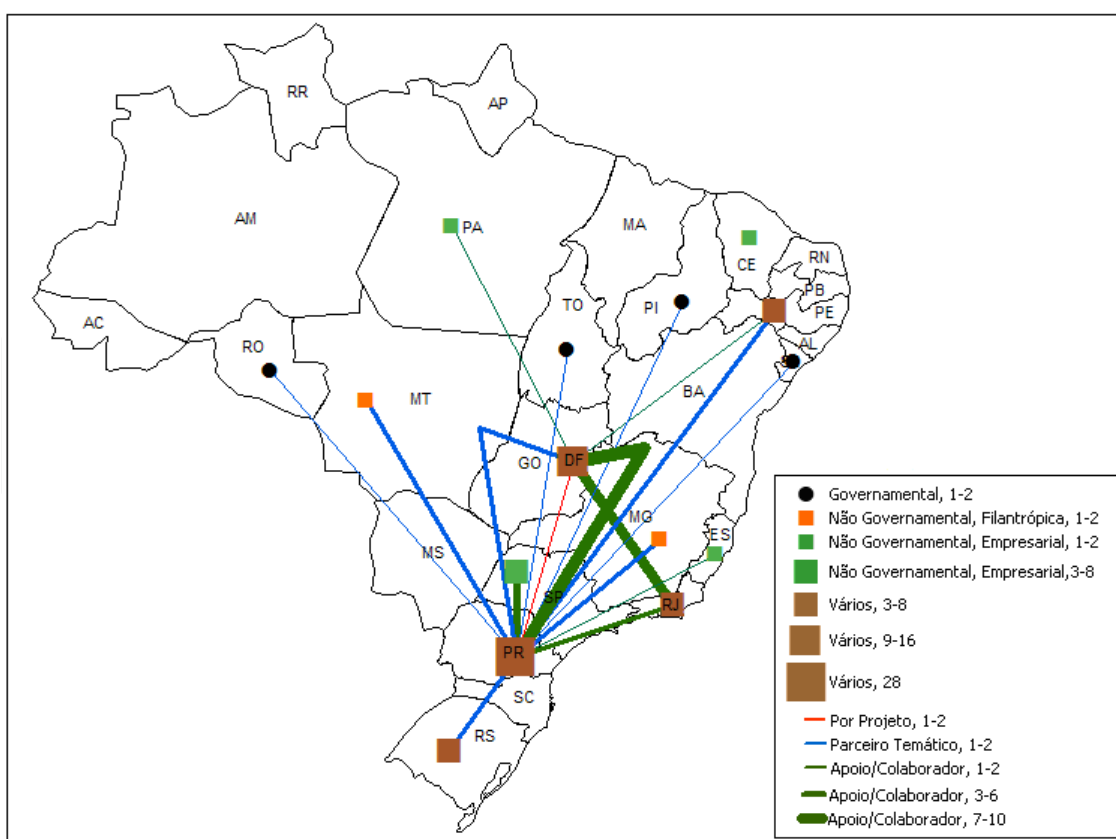 RR
AP
AM
PA
MA
CE
RN
PB
PE
AL
TO
PI
AC
RO
MT
BA
GO
DF
MG
ES
MS
SP
RJ
PR
SC
RS
Governamental, 1-2
Não Governamental, Filantrópica, 1-2
Não Governamental, Empresarial, 1-2
Não Governamental, Empresarial,3-8
Vários, 3-8
Vários, 9-16
Vários, 28
Por Projeto, 1-2
Parceiro Temático, 1-2
Apoio/Colaborador, 1-2
Apoio/Colaborador, 3-6
Apoio/Colaborador, 7-10